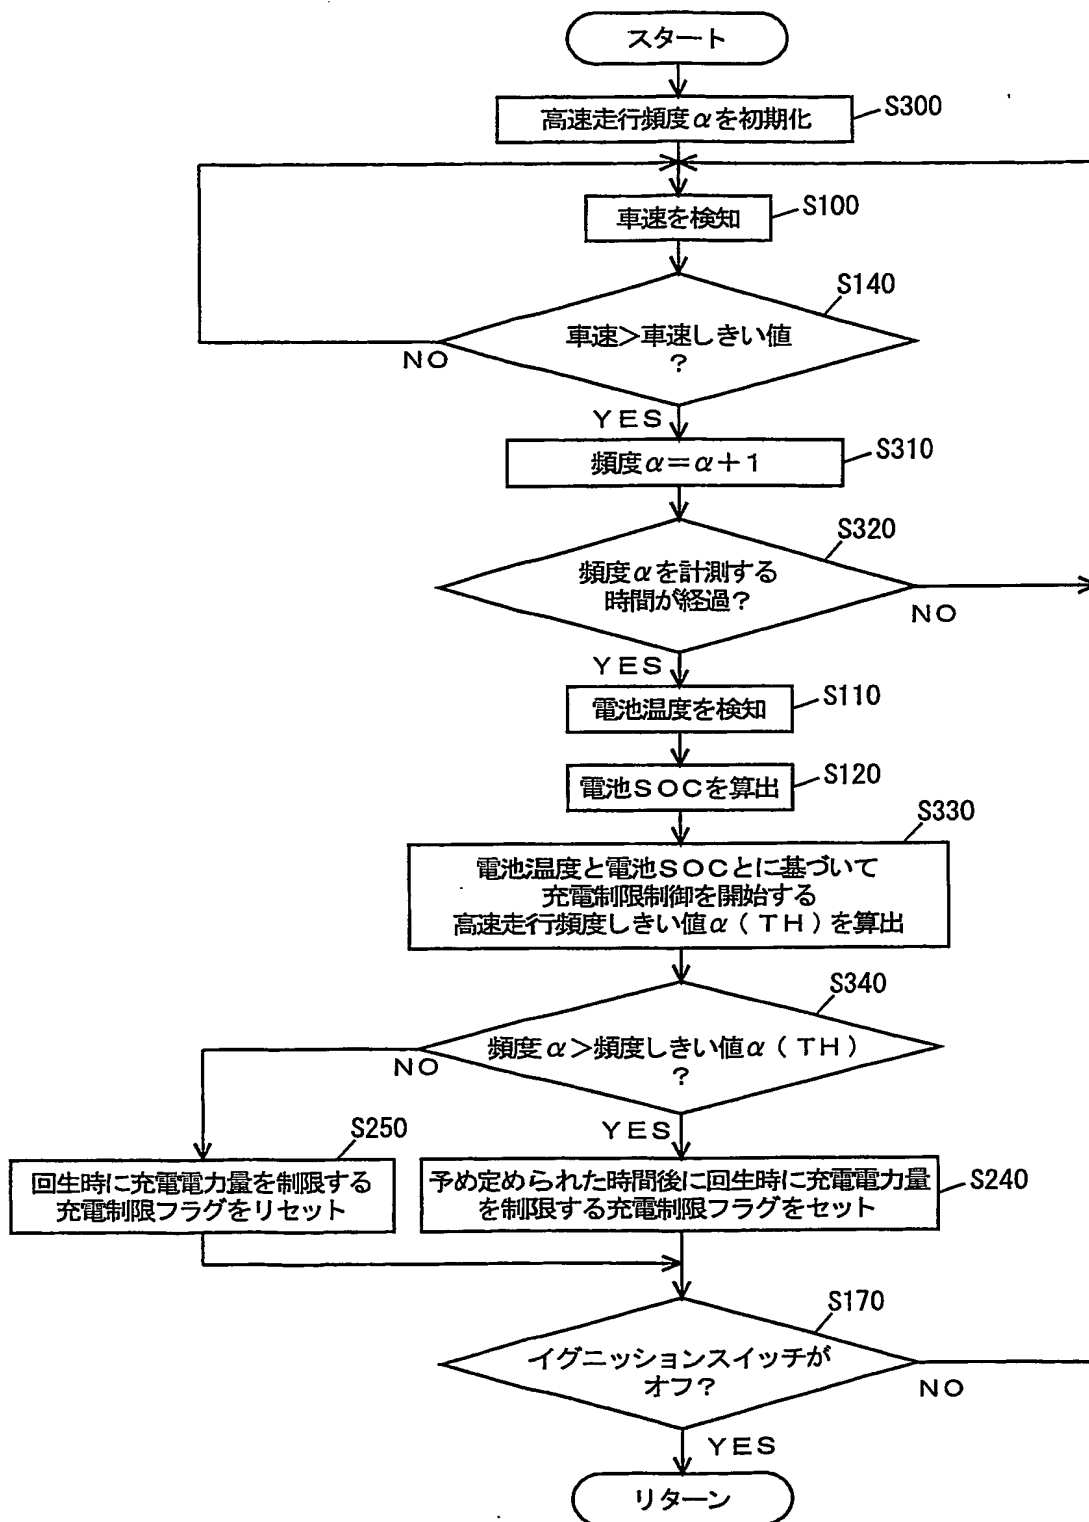 スタート
高速走行頻度αを初期化
S300
車速を検知
S100
S140
車速>車速しきい値
?
NO
YES
頻度α=α+1
S310
S320
頻度αを計測する
時間が経過?
NO
YES
電池温度を検知
S110
電池SOCを算出
S120
S330
電池温度と電池SOCとに基づいて
充電制限制御を開始する
高速走行頻度しきい値α(TH)を算出
S340
頻度α>頻度しきい値α(TH)
?
NO
YES
S250
回生時に充電電力量を制限する
充電制限フラグをリセット
予め定められた時間後に回生時に充電電力量
を制限する充電制限フラグをセット
S240
S170
イグニッションスイッチが
オフ?
NO
YES
リターン